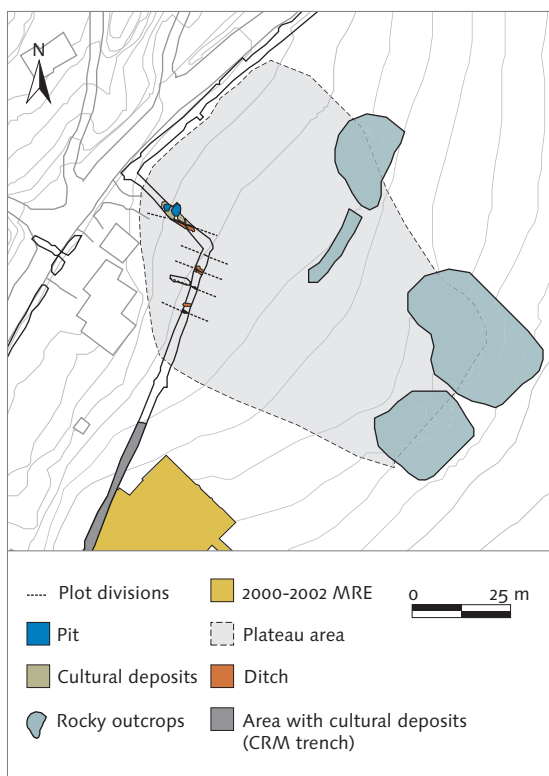 N
Plot divisions
2000-2002 MRE
0 25 m
Pit
Plateau area
Cultural deposits
Ditch
Rocky outcrops
Area with cultural deposits
(CRM trench)